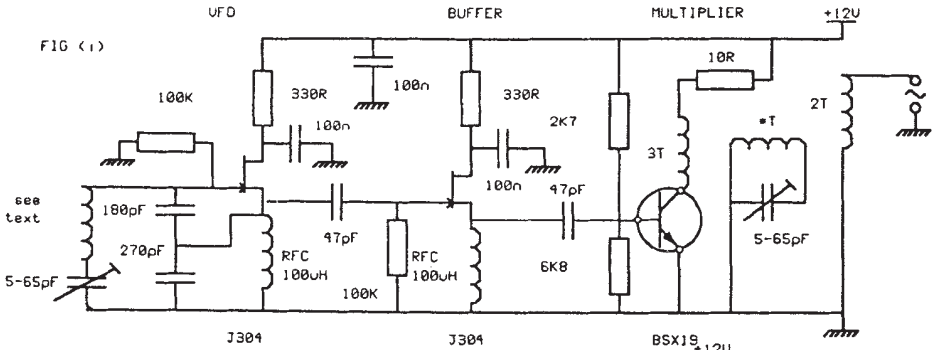 VFO BUFFER MULTIPLIER +12V
FIG (1)
10R
100K 330R 100n 330R 2T
100n 2K7 *T
3T
100n
see
text
180pF 47pF
5-65pF
270pF 47pF
RFC
100uH
RFC
100uH
6K8
5-65pF
100K
J304 J304 BSX19
+12V